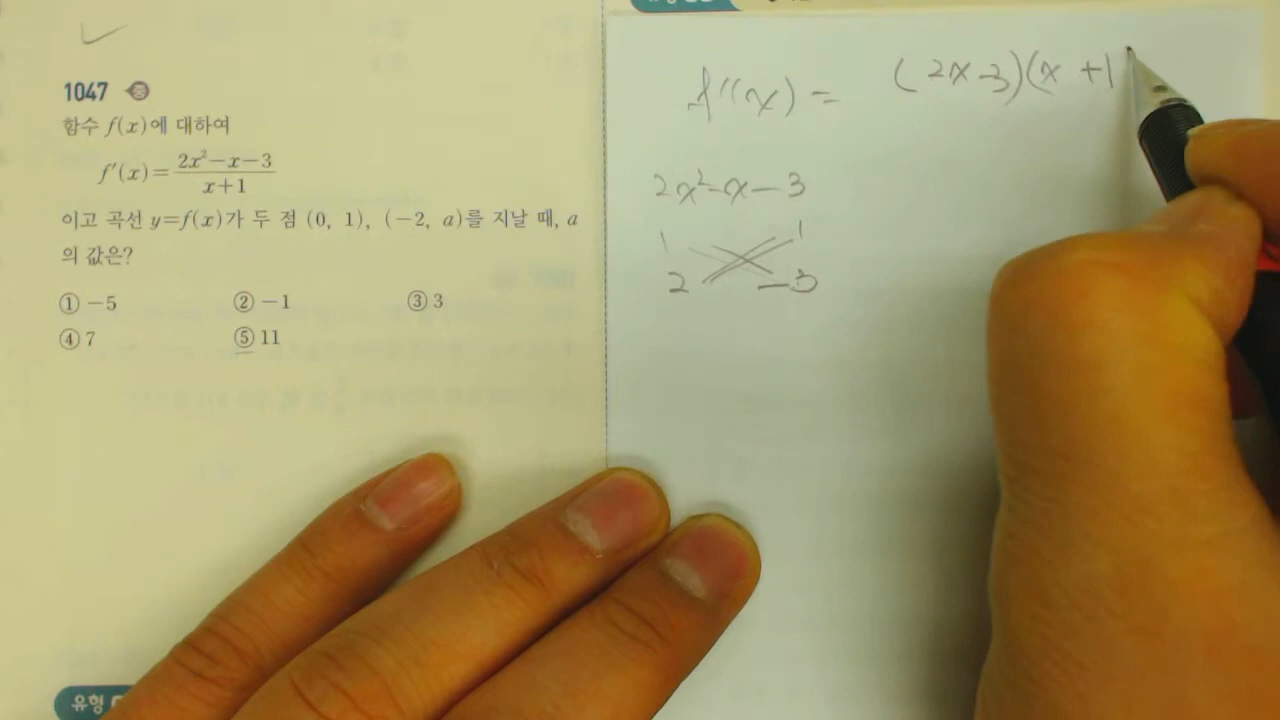 1047 중
함수 f(x)에 대하여
f'(x)=\frac{2x²-x-3}{x+1}
이고 곡선 y=f(x)가 두 점 (0, 1), (-2, a)를 지날 때, a
의 값은?
① -5 ② -1 ③ 3
④ 7 ⑤ 11
유형
f'(x) = (2x-3)(x+1
2x²-x-3
1 1
2 -3